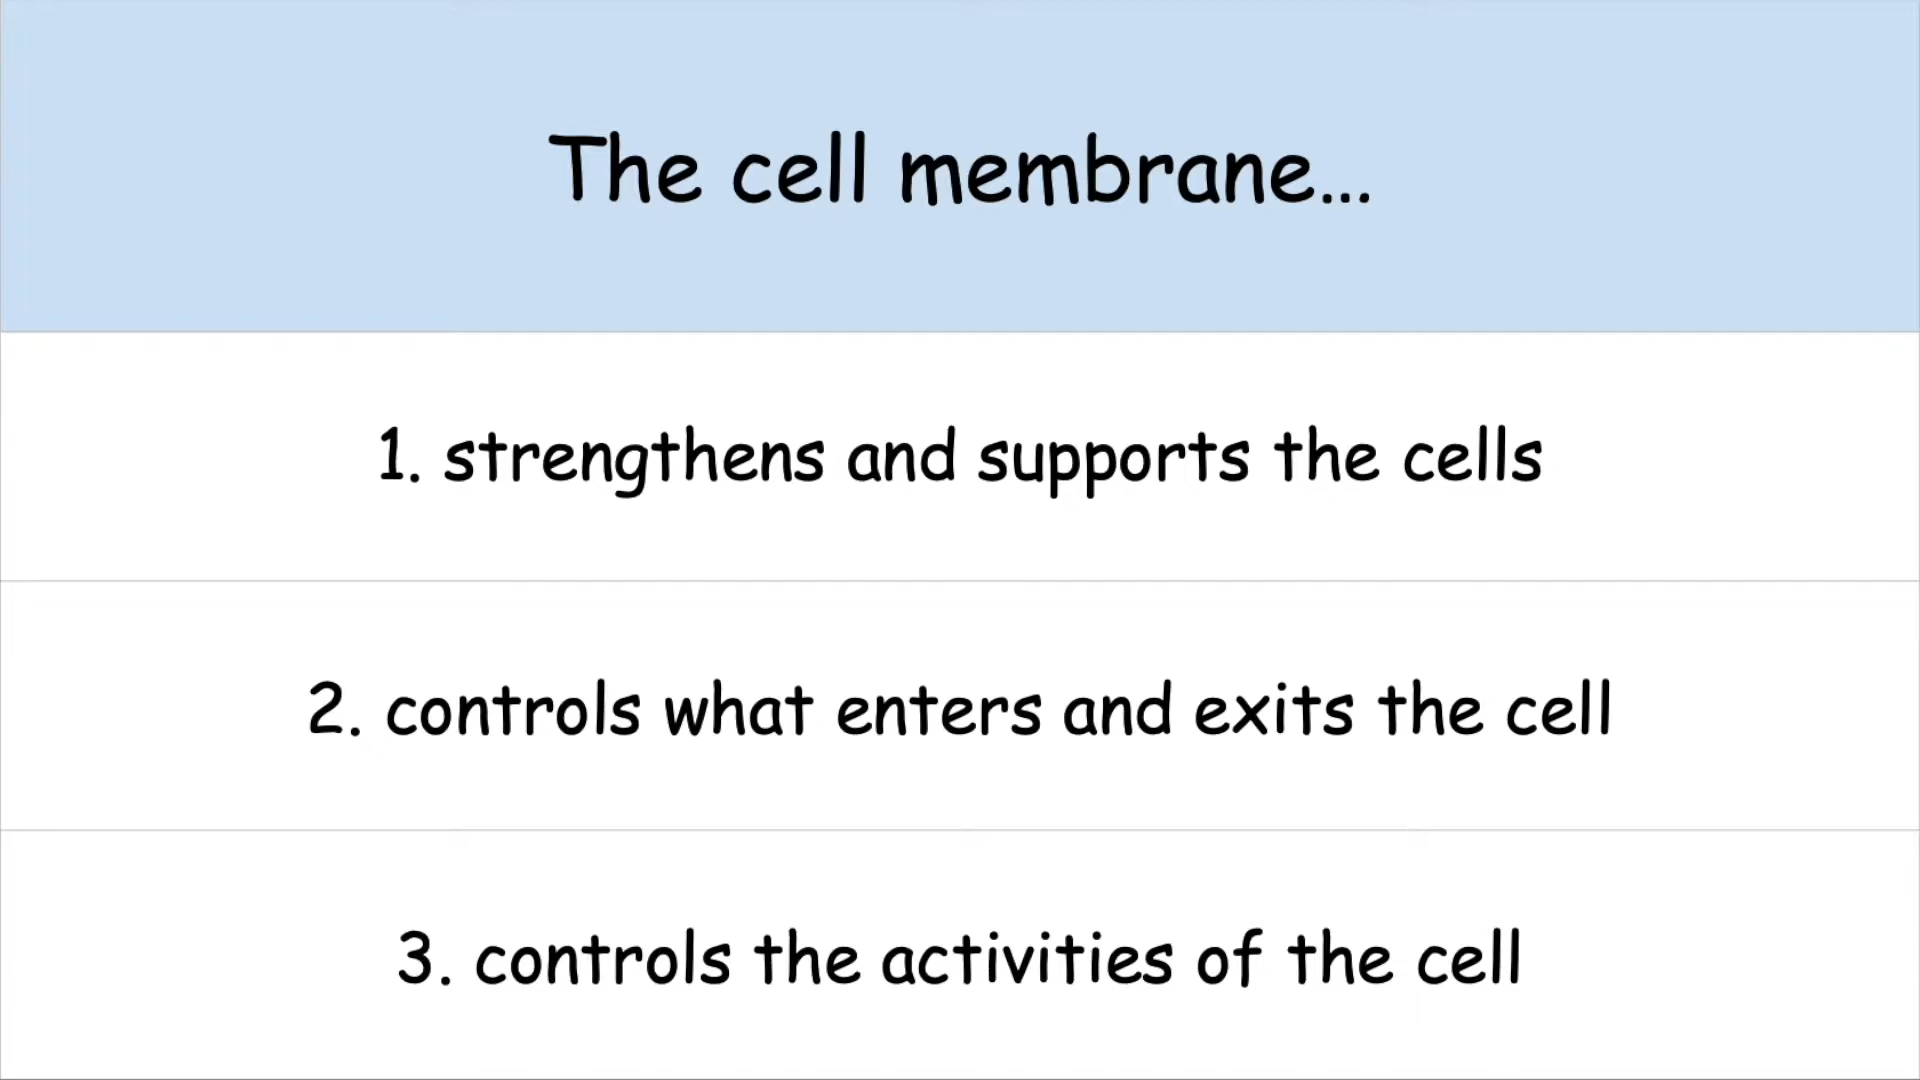 The cell membrane...
1. strengthens and supports the cells
2. controls what enters and exits the cell
3. controls the activities of the cell